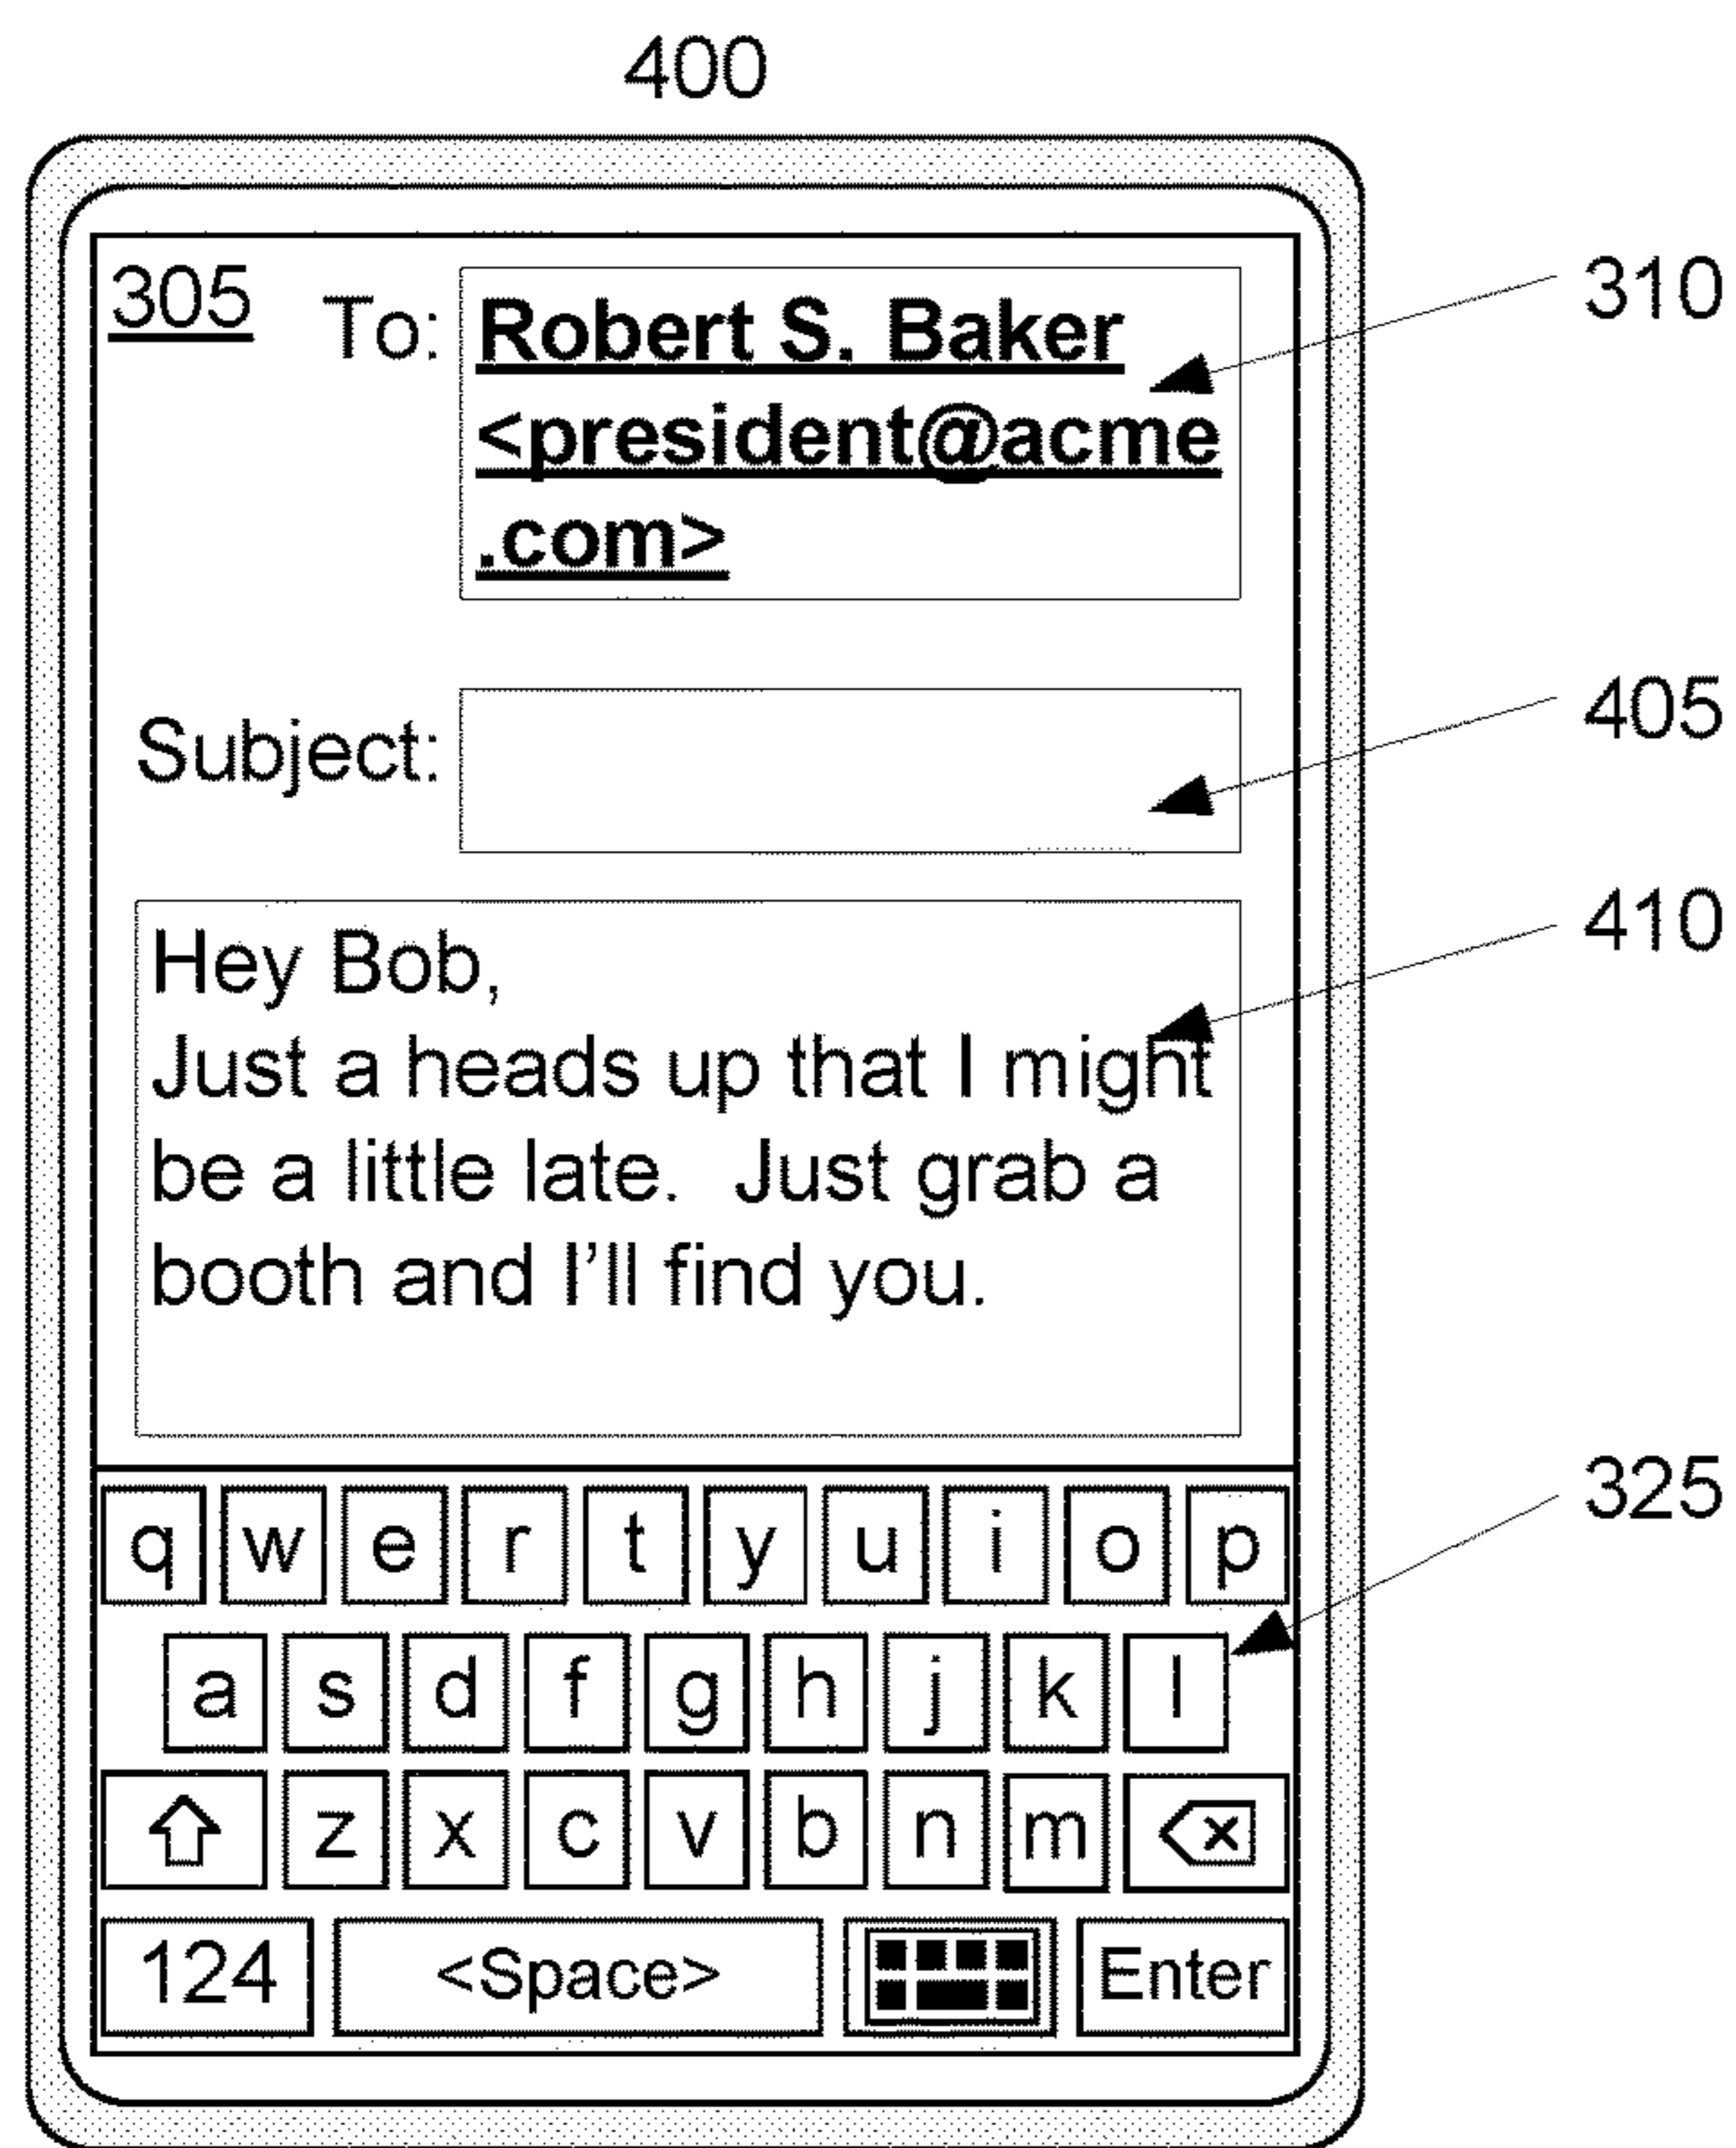 400
305 To: Robert S. Baker
<president@acme
.com>
310
Subject:
405
410
Hey Bob,
Just a heads up that I might
be a little late.  Just grab a
booth and I'll find you.
325
q w e r t y u i o p
a s d f g h j k l
z x c v b n m
124 <Space> Enter